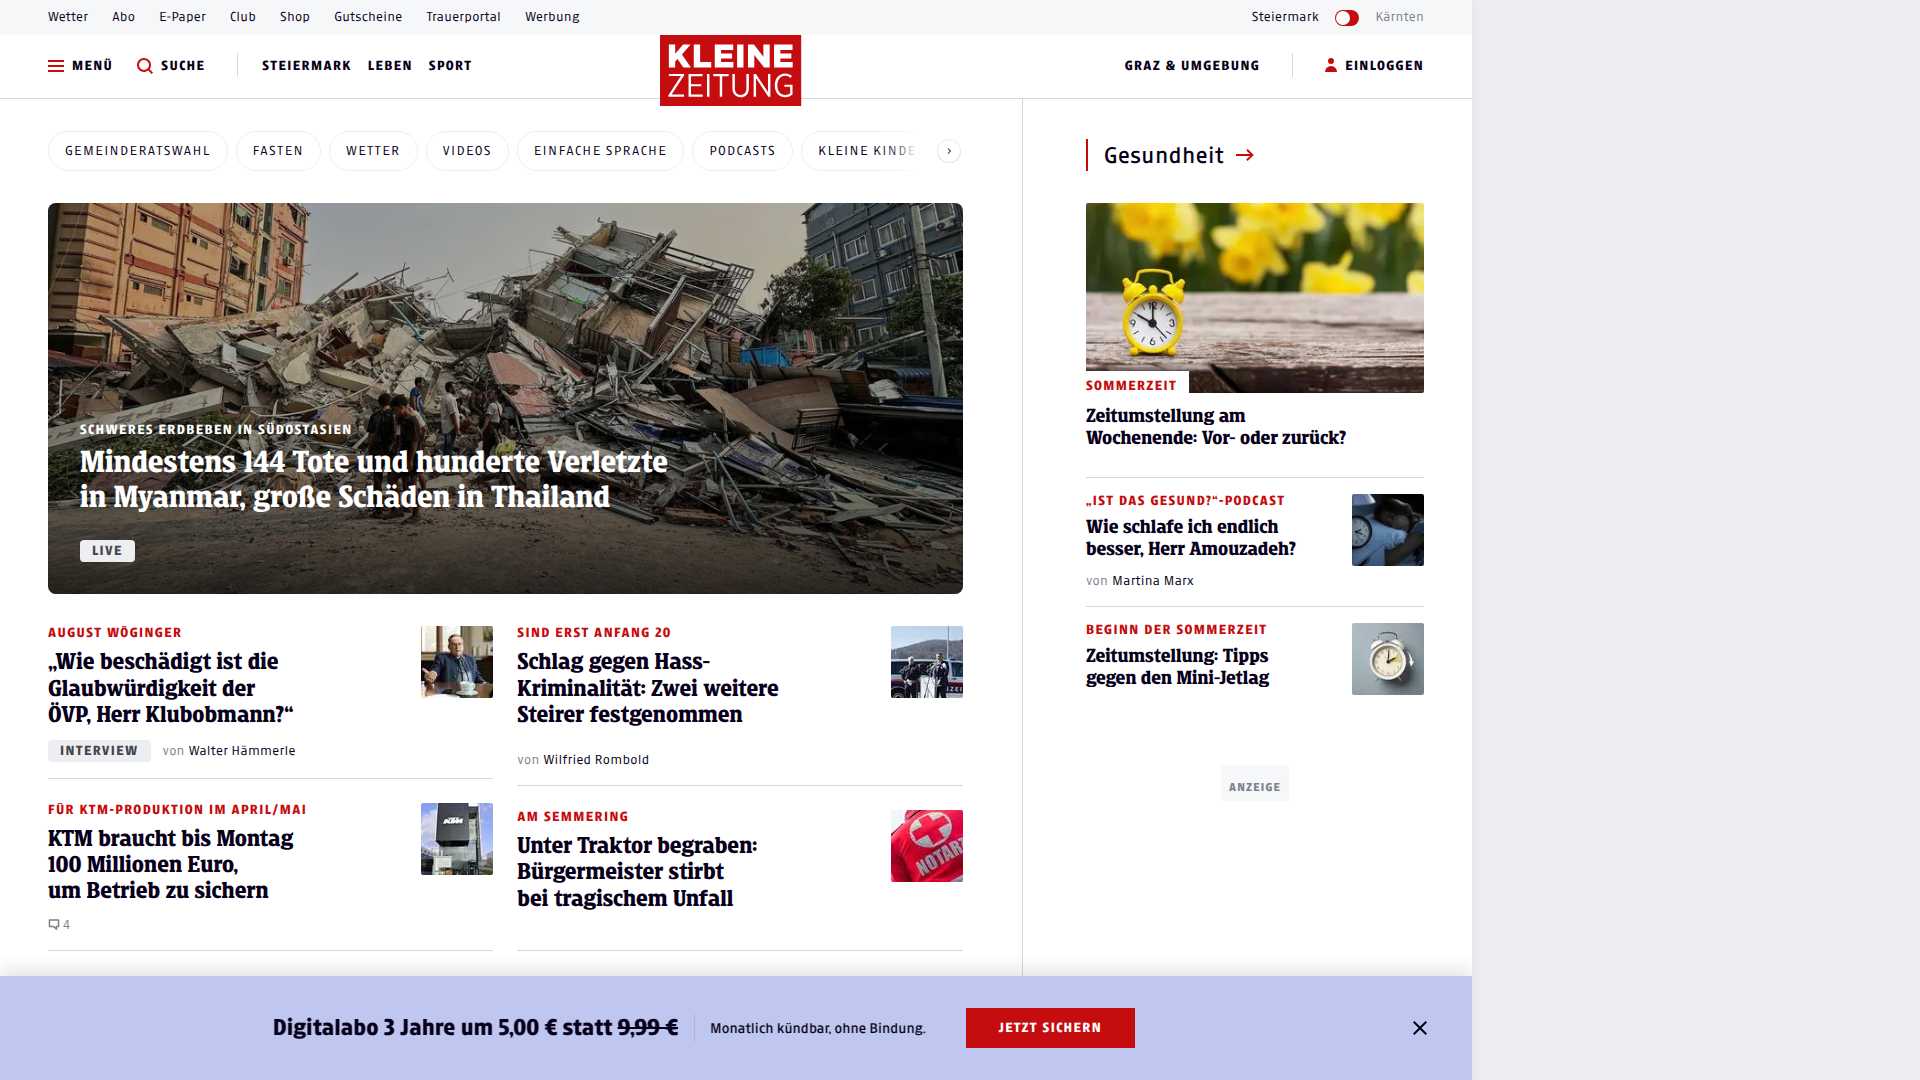 Wetter Abo E-Paper Club Shop Gutscheine Trauerportal Werbung Steiermark Kärnten
MENÜ SUCHE STEIERMARK LEBEN SPORT KLEINE ZEITUNG GRAZ & UMGEBUNG EINLOGGEN
GEMEINDERATSWAHL FASTEN WETTER VIDEOS EINFACHE SPRACHE PODCASTS KLEINE KINDE
SCHWERES ERDBEBEN IN SÜDOSTASIEN
Mindestens 144 Tote und hunderte Verletzte
in Myanmar, große Schäden in Thailand
LIVE
AUGUST WÖGINGER
„Wie beschädigt ist die
Glaubwürdigkeit der
ÖVP, Herr Klubobmann?“
INTERVIEW von Walter Hämmerle
SIND ERST ANFANG 20
Schlag gegen Hass-
Kriminalität: Zwei weitere
Steirer festgenommen
von Wilfried Rombold
FÜR KTM-PRODUKTION IM APRIL/MAI
KTM braucht bis Montag
100 Millionen Euro,
um Betrieb zu sichern
4
AM SEMMERING
Unter Traktor begraben:
Bürgermeister stirbt
bei tragischem Unfall
NOTAR
Gesundheit
SOMMERZEIT
Zeitumstellung am
Wochenende: Vor- oder zurück?
„IST DAS GESUND?“-PODCAST
Wie schlafe ich endlich
besser, Herr Amouzadeh?
von Martina Marx
BEGINN DER SOMMERZEIT
Zeitumstellung: Tipps
gegen den Mini-Jetlag
ANZEIGE
Digitalabo 3 Jahre um 5,00 € statt 9,99 € Monatlich kündbar, ohne Bindung. JETZT SICHERN